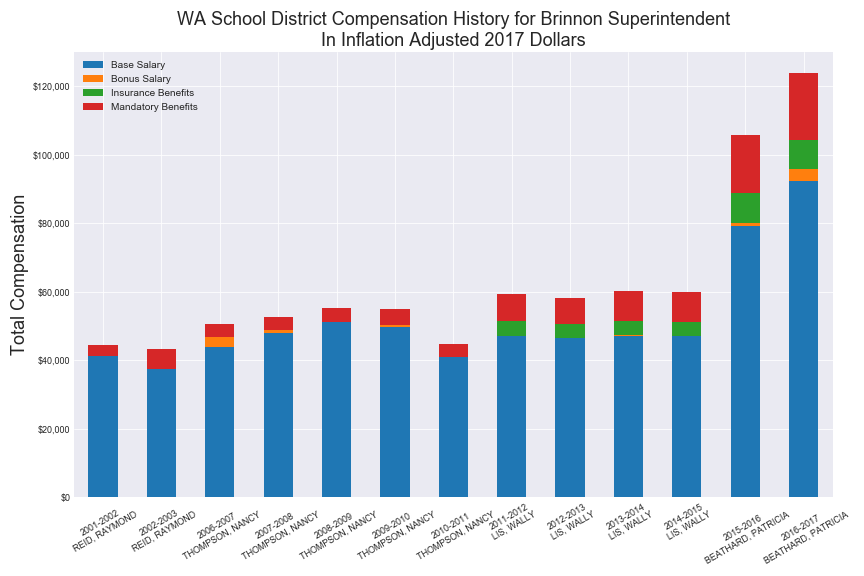 WA School District Compensation History for Brinnon Superintendent
In Inflation Adjusted 2017 Dollars
Base Salary
Bonus Salary
Insurance Benefits
Mandatory Benefits
Total Compensation
$120,000
$100,000
$80,000
$60,000
$40,000
$20,000
$0
2001-2002
REID, RAYMOND
2002-2003
REID, RAYMOND
2006-2007
THOMPSON, NANCY
2007-2008
THOMPSON, NANCY
2008-2009
THOMPSON, NANCY
2009-2010
THOMPSON, NANCY
2010-2011
THOMPSON, NANCY
2011-2012
LIS, WALLY
2012-2013
LIS, WALLY
2013-2014
LIS, WALLY
2014-2015
LIS, WALLY
2015-2016
BEATHARD, PATRICIA
2016-2017
BEATHARD, PATRICIA